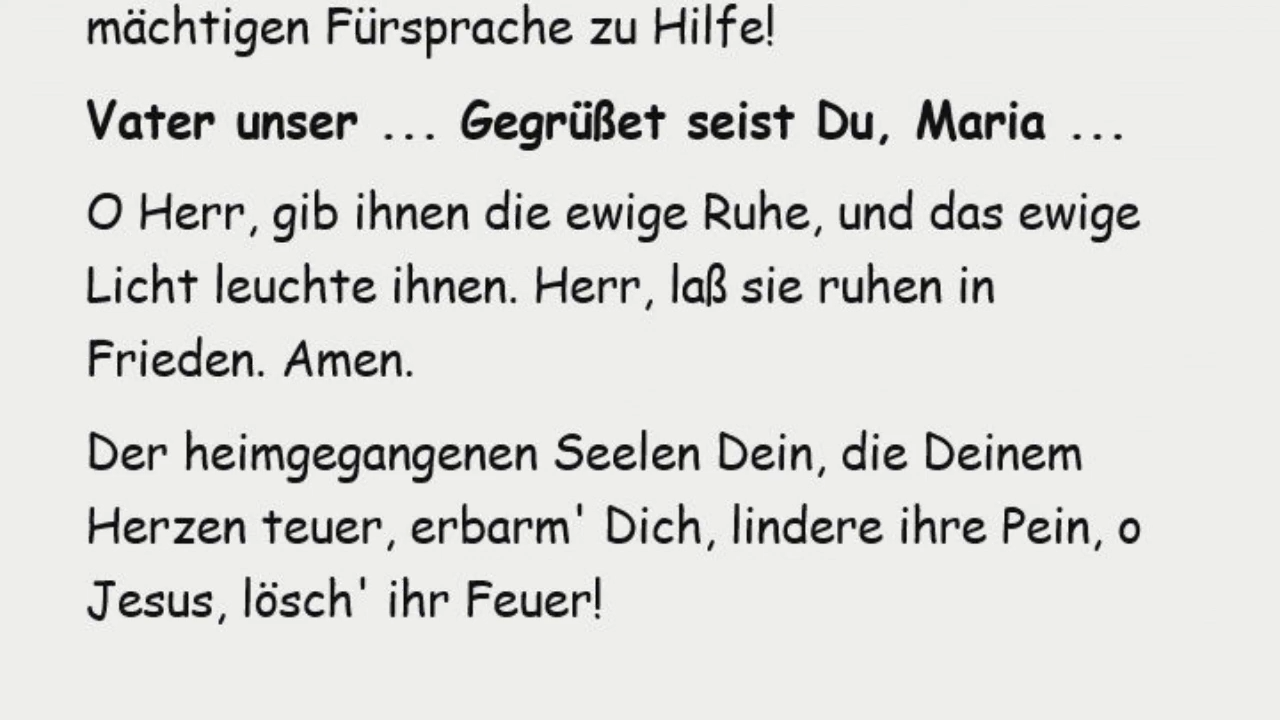 mächtigen Fürsprache zu Hilfe!
Vater unser ... Gegrüßet seist Du, Maria ...
O Herr, gib ihnen die ewige Ruhe, und das ewige
Licht leuchte ihnen. Herr, laß sie ruhen in
Frieden. Amen.
Der heimgegangenen Seelen Dein, die Deinem
Herzen teuer, erbarm' Dich, lindere ihre Pein, o
Jesus, lösch' ihr Feuer!